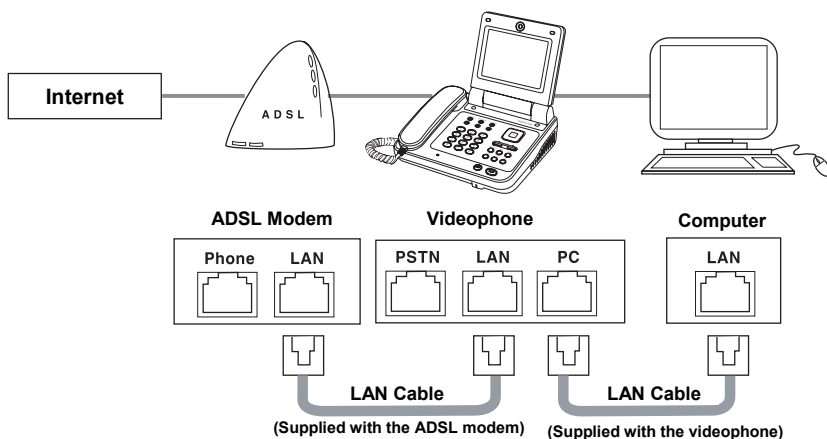 Internet
ADSL
ADSL Modem
Videophone
Computer
Phone LAN
PSTN LAN PC
LAN
LAN Cable
(Supplied with the ADSL modem)
LAN Cable
(Supplied with the videophone)